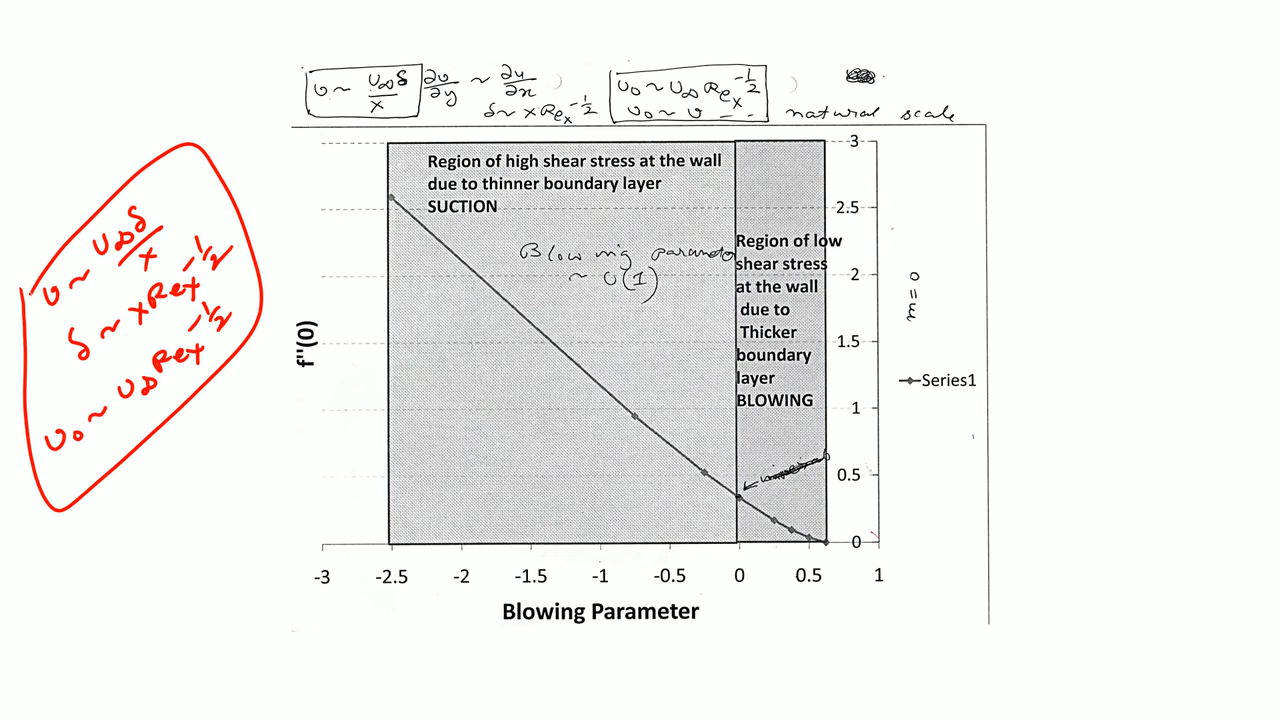 υ ~ U∞δ/x ∂υ/∂y ~ ∂u/∂x
δ ~ x Reₓ^-1/2
υ₀ ~ U∞ Reₓ^-1/2
υ₀ ~ υ -- natural scale
υ ~ U∞δ/x
δ ~ x Reₓ^-1/2
υ₀ ~ U∞ Reₓ^-1/2
Region of high shear stress at the wall
due to thinner boundary layer
SUCTION
Blowing parameter
~ O(1)
Region of low
shear stress
at the wall
due to
Thicker
boundary
layer
BLOWING
f''(0)
3
2.5
2
1.5
1
0.5
0
m = 0
Series1
-3 -2.5 -2 -1.5 -1 -0.5 0 0.5 1
Blowing Parameter